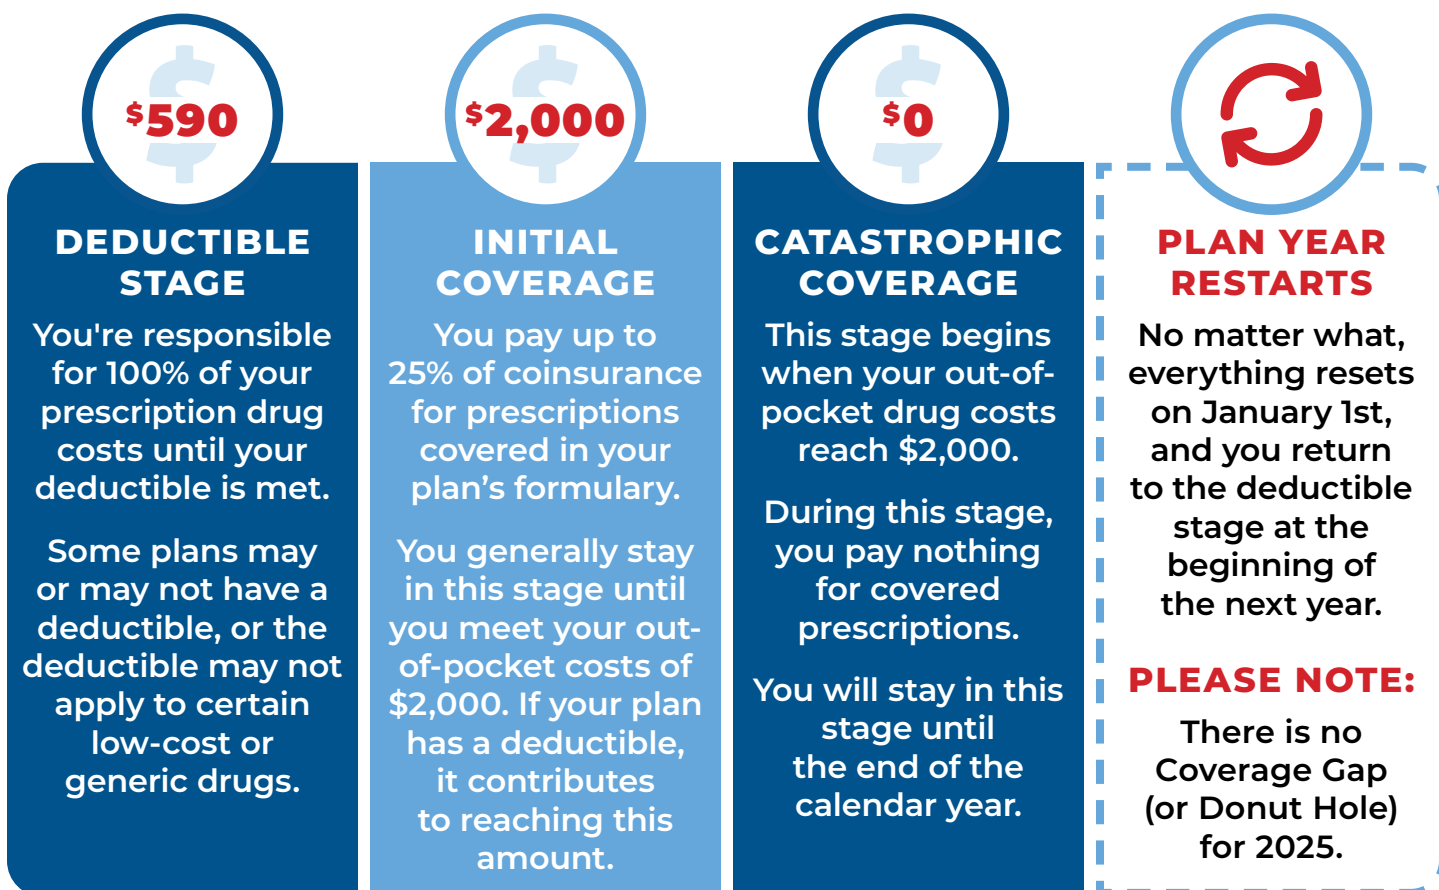 $590
DEDUCTIBLE
STAGE
You're responsible
for 100% of your
prescription drug
costs until your
deductible is met.
Some plans may
or may not have a
deductible, or the
deductible may not
apply to certain
low-cost or
generic drugs.
$2,000
INITIAL
COVERAGE
You pay up to
25% of coinsurance
for prescriptions
covered in your
plan’s formulary.
You generally stay
in this stage until
you meet your out-
of-pocket costs of
$2,000. If your plan
has a deductible,
it contributes
to reaching this
amount.
$0
CATASTROPHIC
COVERAGE
This stage begins
when your out-of-
pocket drug costs
reach $2,000.
During this stage,
you pay nothing
for covered
prescriptions.
You will stay in this
stage until
the end of the
calendar year.
PLAN YEAR
RESTARTS
No matter what,
everything resets
on January 1st,
and you return
to the deductible
stage at the
beginning of
the next year.
PLEASE NOTE:
There is no
Coverage Gap
(or Donut Hole)
for 2025.